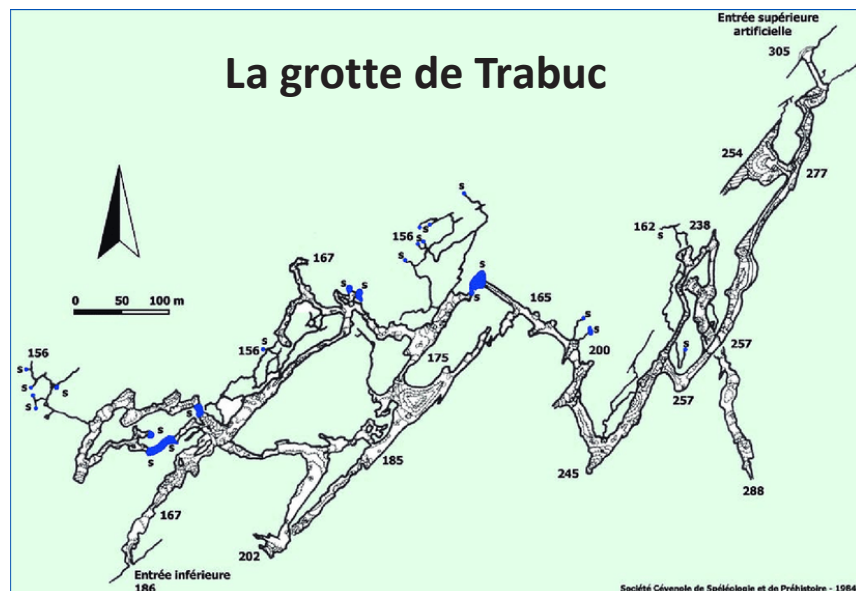 Entrée supérieure
artificielle
305
La grotte de Trabuc
254
277
s
162
s
238
156
s
s
s
167
s
s
s
s
165
0 50 100 m
s
s
200
257
156
s
s
s
s
156
s
175
s
257
s
s
s
s
185
245
288
167
202
Entrée inférieure
186
Société Cévenole de Spéléologie et de Préhistoire - 1984